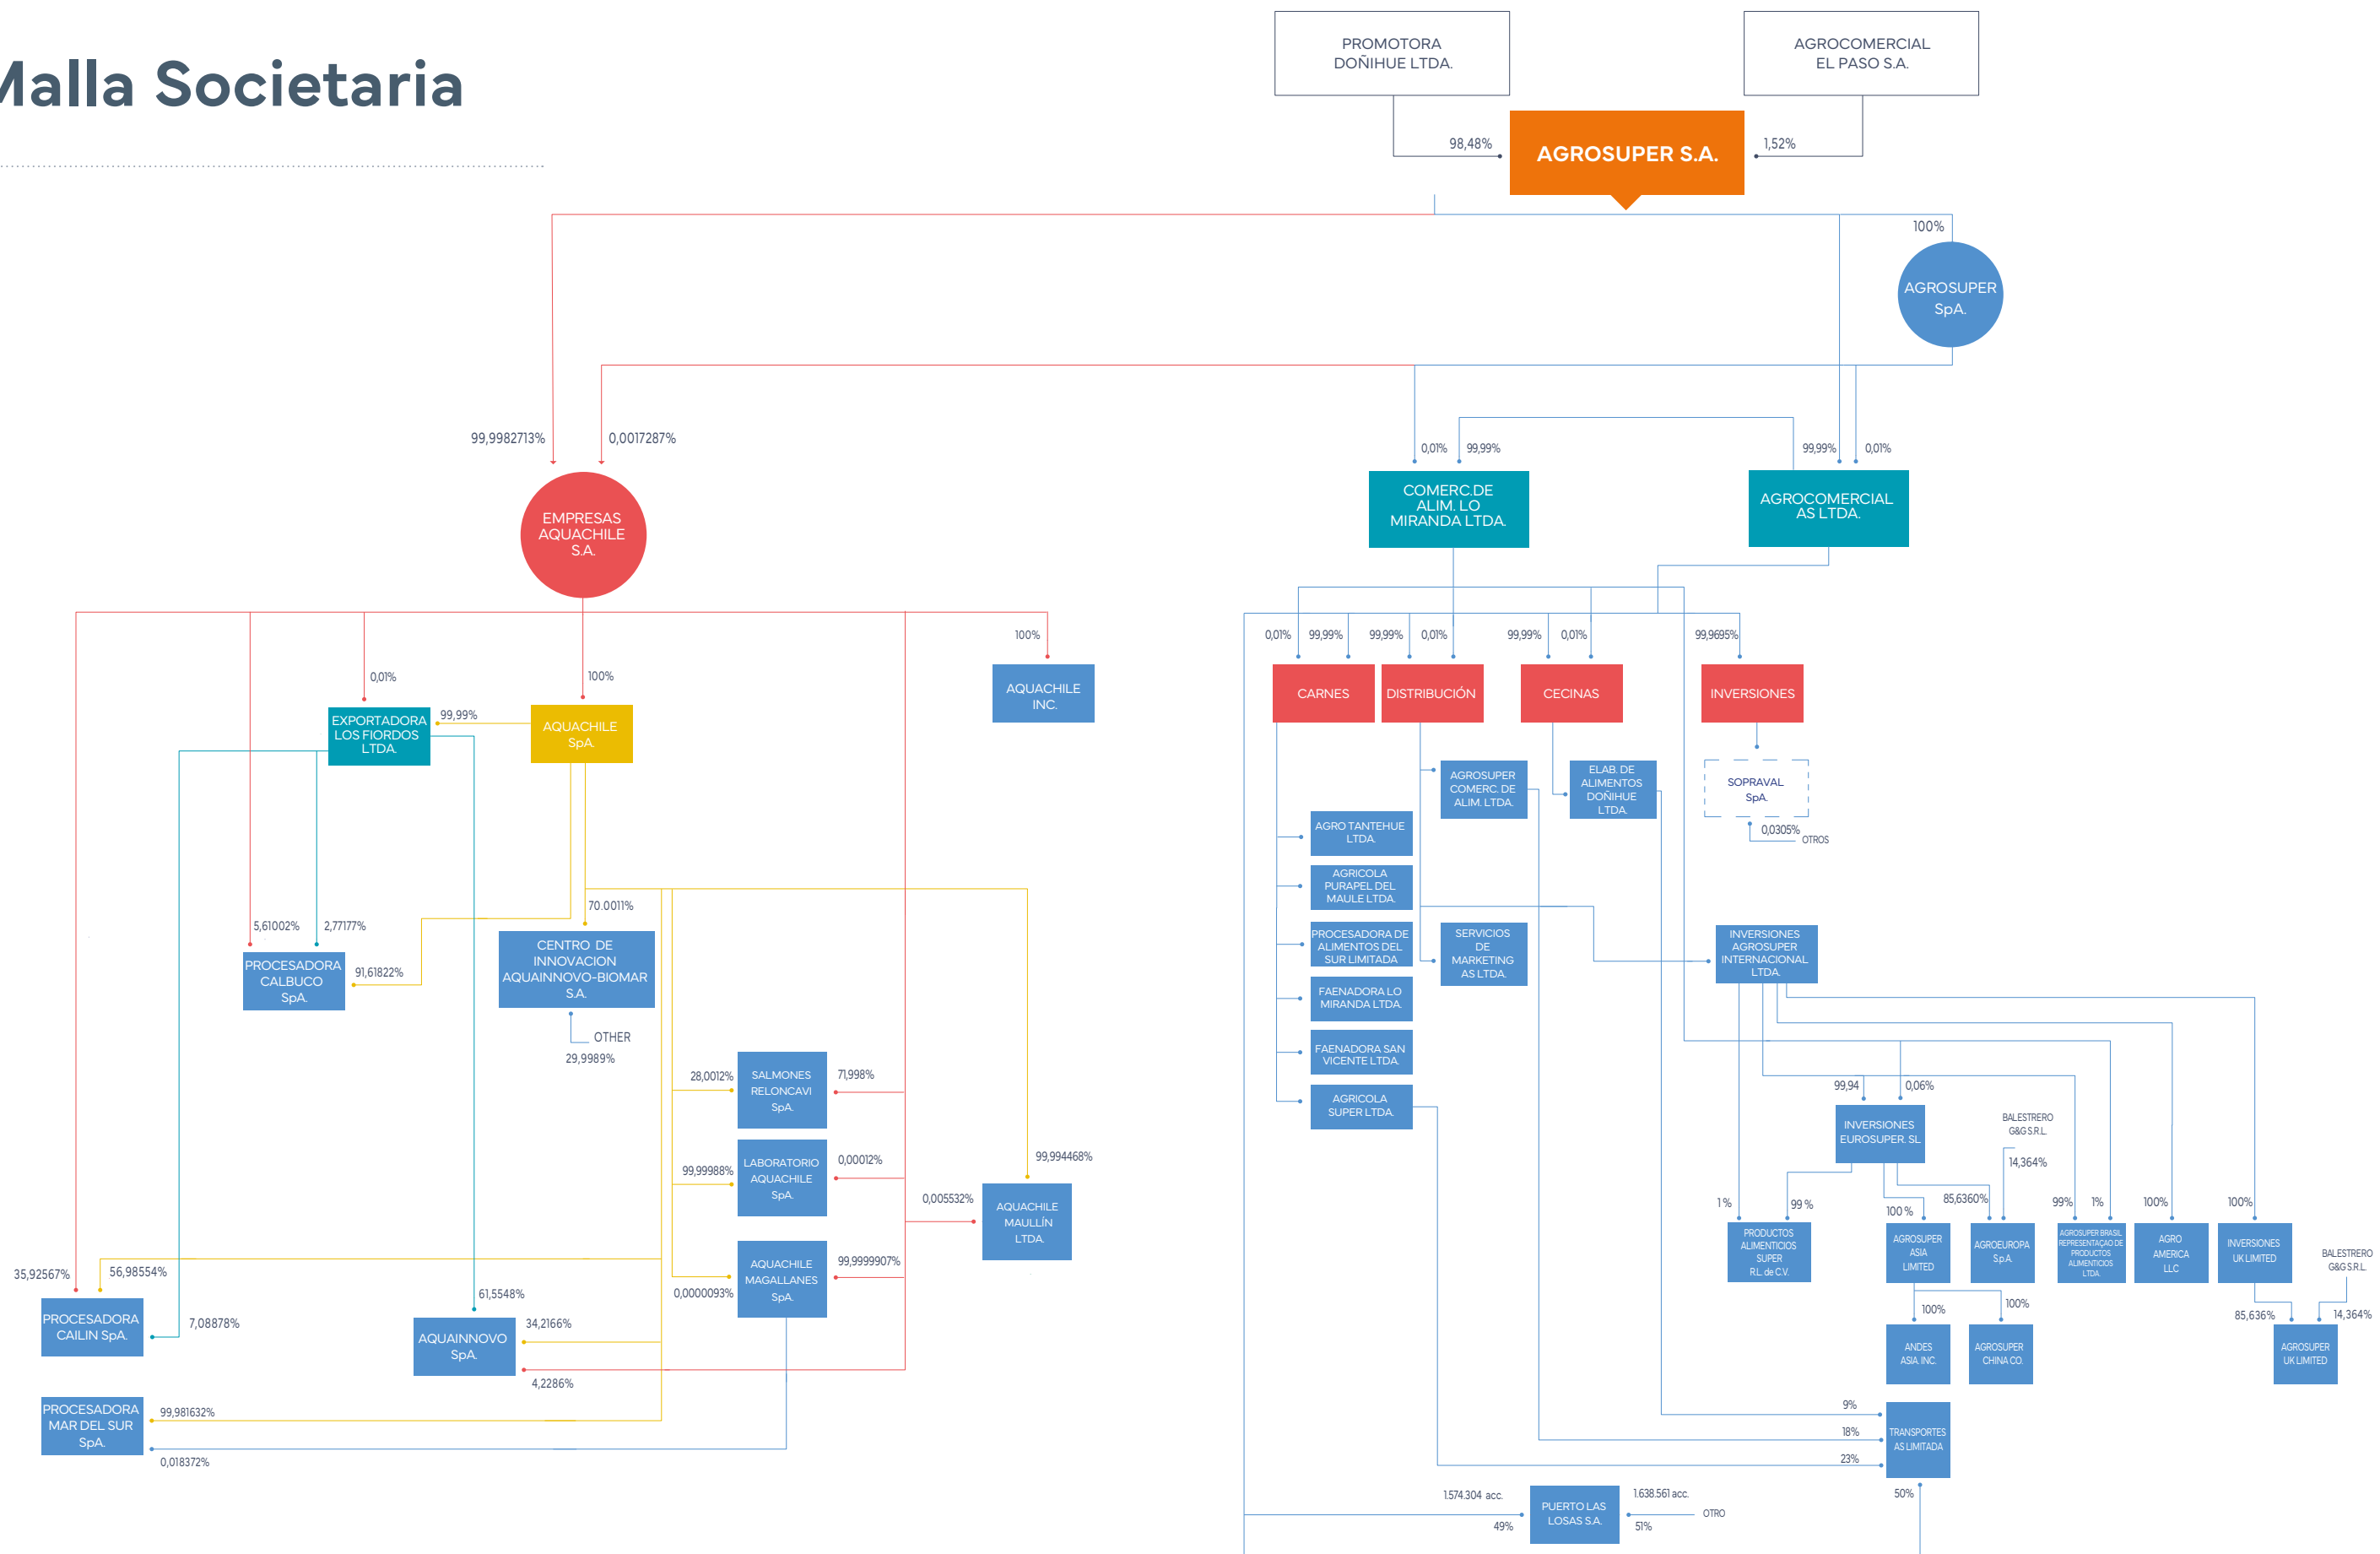 Malla Societaria
PROMOTORA
DOÑIHUE LTDA.
AGROCOMERCIAL
EL PASO S.A.
98,48%
AGROSUPER S.A.
1,52%
100%
AGROSUPER
SpA.
99,9982713%
0,0017287%
0,01%
99,99%
99,99%
0,01%
EMPRESAS
AQUACHILE
S.A.
COMERC.DE
ALIM. LO
MIRANDA LTDA.
AGROCOMERCIAL
AS LTDA.
0,01%
100%
100%
EXPORTADORA
LOS FIORDOS
LTDA.
99,99%
AQUACHILE
SpA.
AQUACHILE
INC.
5,61002%
2,77177%
PROCESADORA
CALBUCO
SpA.
91,61822%
70.0011%
CENTRO DE
INNOVACION
AQUAINNOVO-BIOMAR
S.A.
OTHER
29,9989%
28,0012%
SALMONES
RELONCAVI
SpA.
71,998%
99,99988%
LABORATORIO
AQUACHILE
SpA.
0,00012%
0,0000093%
AQUACHILE
MAGALLANES
SpA.
99,9999907%
99,994468%
0,005532%
AQUACHILE
MAULLÍN
LTDA.
35,92567%
56,98554%
PROCESADORA
CAILIN SpA.
7,08878%
61,5548%
AQUAINNOVO
SpA.
34,2166%
4,2286%
PROCESADORA
MAR DEL SUR
SpA.
99,981632%
0,018372%
0,01%
99,99%
99,99%
0,01%
99,99%
0,01%
99,9695%
CARNES
DISTRIBUCIÓN
CECINAS
INVERSIONES
AGRO TANTEHUE
LTDA.
AGRICOLA
PURAPEL DEL
MAULE LTDA.
PROCESADORA DE
ALIMENTOS DEL
SUR LIMITADA
FAENADORA LO
MIRANDA LTDA.
FAENADORA SAN
VICENTE LTDA.
AGRICOLA
SUPER LTDA.
AGROSUPER
COMERC. DE
ALIM. LTDA.
SERVICIOS
DE
MARKETING
AS LTDA.
ELAB. DE
ALIMENTOS
DOÑIHUE
LTDA.
SOPRAVAL
SpA.
0,0305%
OTROS
INVERSIONES
AGROSUPER
INTERNACIONAL
LTDA.
99,94
0,06%
INVERSIONES
EUROSUPER. SL
BALESTRERO
G&G S.R.L.
14,364%
1 %
99 %
100 %
85,6360%
99%
1%
100%
100%
PRODUCTOS
ALIMENTICIOS
SUPER
R.L. de C.V.
AGROSUPER
ASIA
LIMITED
AGROEUROPA
S.p.A.
AGROSUPER BRASIL
REPRESENTAÇAO DE
PRODUCTOS
ALIMENTICIOS
LTDA.
AGRO
AMERICA
LLC
INVERSIONES
UK LIMITED
BALESTRERO
G&G S.R.L.
100%
100%
85,636%
14,364%
ANDES
ASIA. INC.
AGROSUPER
CHINA CO.
AGROSUPER
UK LIMITED
9%
18%
23%
TRANSPORTES
AS LIMITADA
50%
1.574.304 acc.
49%
PUERTO LAS
LOSAS S.A.
1.638.561 acc.
51%
OTRO